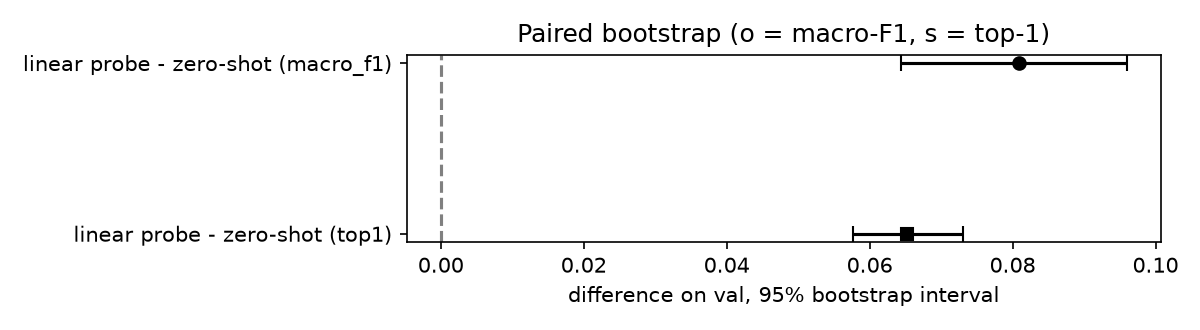 Paired bootstrap (o = macro-F1, s = top-1)
linear probe - zero-shot (macro_f1)
linear probe - zero-shot (top1)
0.00 0.02 0.04 0.06 0.08 0.10
difference on val, 95% bootstrap interval